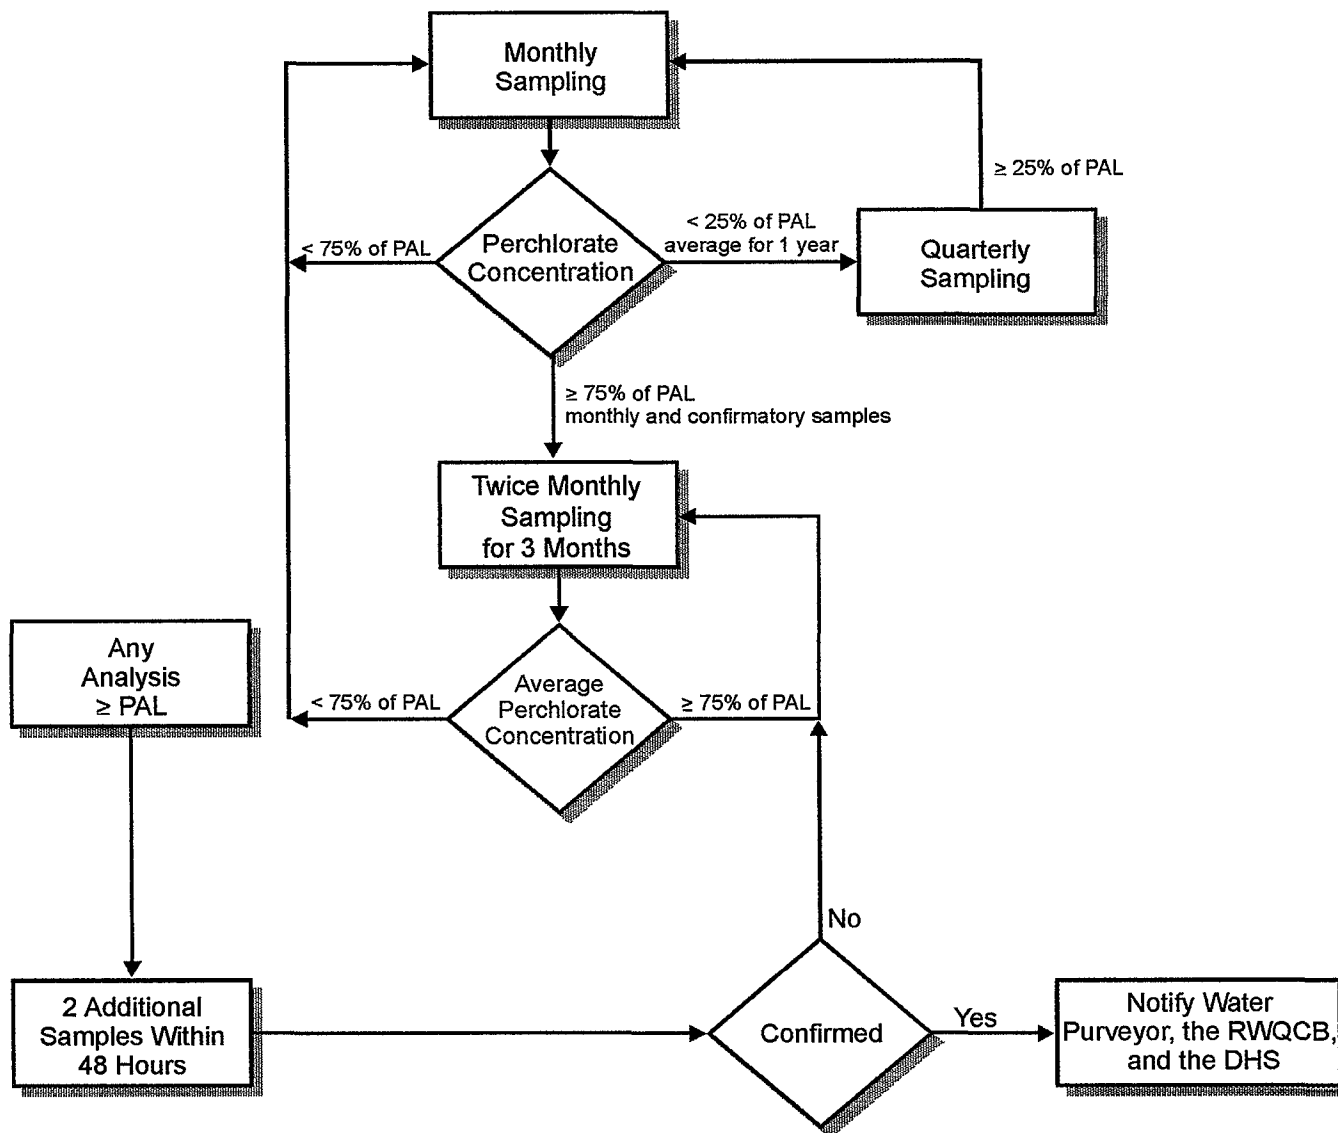 Monthly
Sampling
≥ 25% of PAL
< 75% of PAL
Perchlorate
Concentration
< 25% of PAL
average for 1 year
Quarterly
Sampling
≥ 75% of PAL
monthly and confirmatory samples
Twice Monthly
Sampling
for 3 Months
Any
Analysis
≥ PAL
< 75% of PAL
Average
Perchlorate
Concentration
≥ 75% of PAL
No
2 Additional
Samples Within
48 Hours
Confirmed
Yes
Notify Water
Purveyor, the RWQCB,
and the DHS